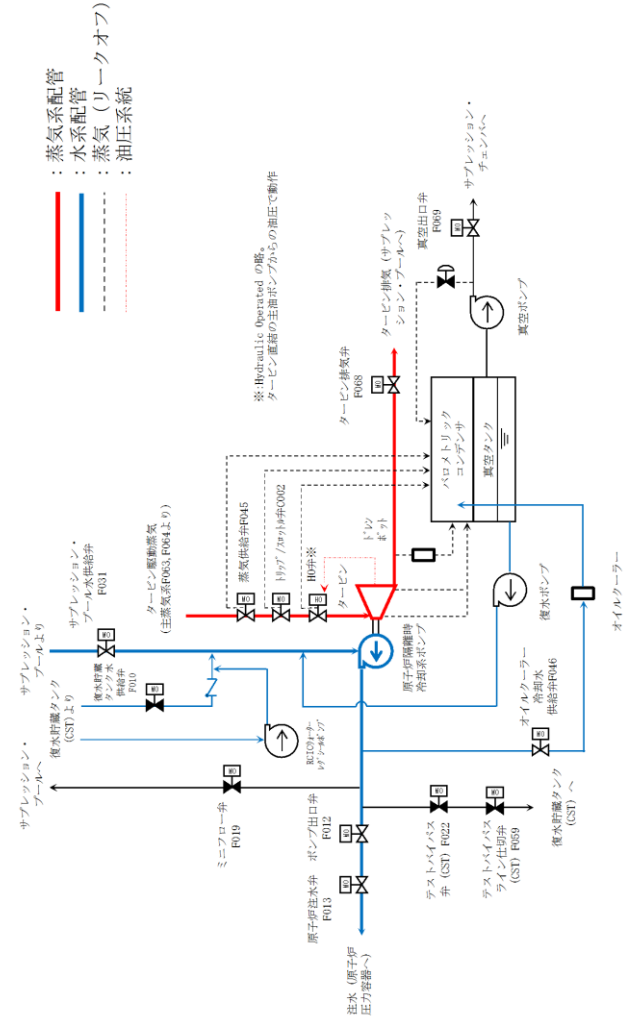 ：蒸気系配管
：水系配管
：蒸気（リークオフ）
：油圧系統
※:Hydraulic Operated の略。
タービン直結の主油ポンプからの油圧で動作
サプレッション・
プールへ
復水貯蔵タンク
(CST)より
サプレッション・
プールより
サプレッション・
プール水供給弁
F031
タービン駆動蒸気
(主蒸気系F063, F064より)
復水貯蔵
タンク水
供給弁
F010
MO
MO
蒸気供給弁F045
MO
トリップ/スロットル弁C002
MO
HO弁※
HO
タービン
タービン排気弁
F068
MO
タービン排気（サプレッ
ション・プールへ）
ドレン
ポット
原子炉隔離時
冷却系ポンプ
バロメトリック
コンデンサ
真空タンク
真空ポンプ
真空出口弁
F069
MO
サプレッション・
チェンバへ
復水ポンプ
オイルクーラー
オイルクーラー
冷却水
供給弁F046
MO
RCICウォーター
レグシールポンプ
ミニフロー弁
F019
MO
ポンプ出口弁
F012
MO
原子炉注水弁
F013
MO
注水（原子炉
圧力容器へ）
テストバイパス
弁 (CST) F022
MO
テストバイパス
ライン仕切弁
(CST) F059
MO
復水貯蔵タンク
(CST) へ